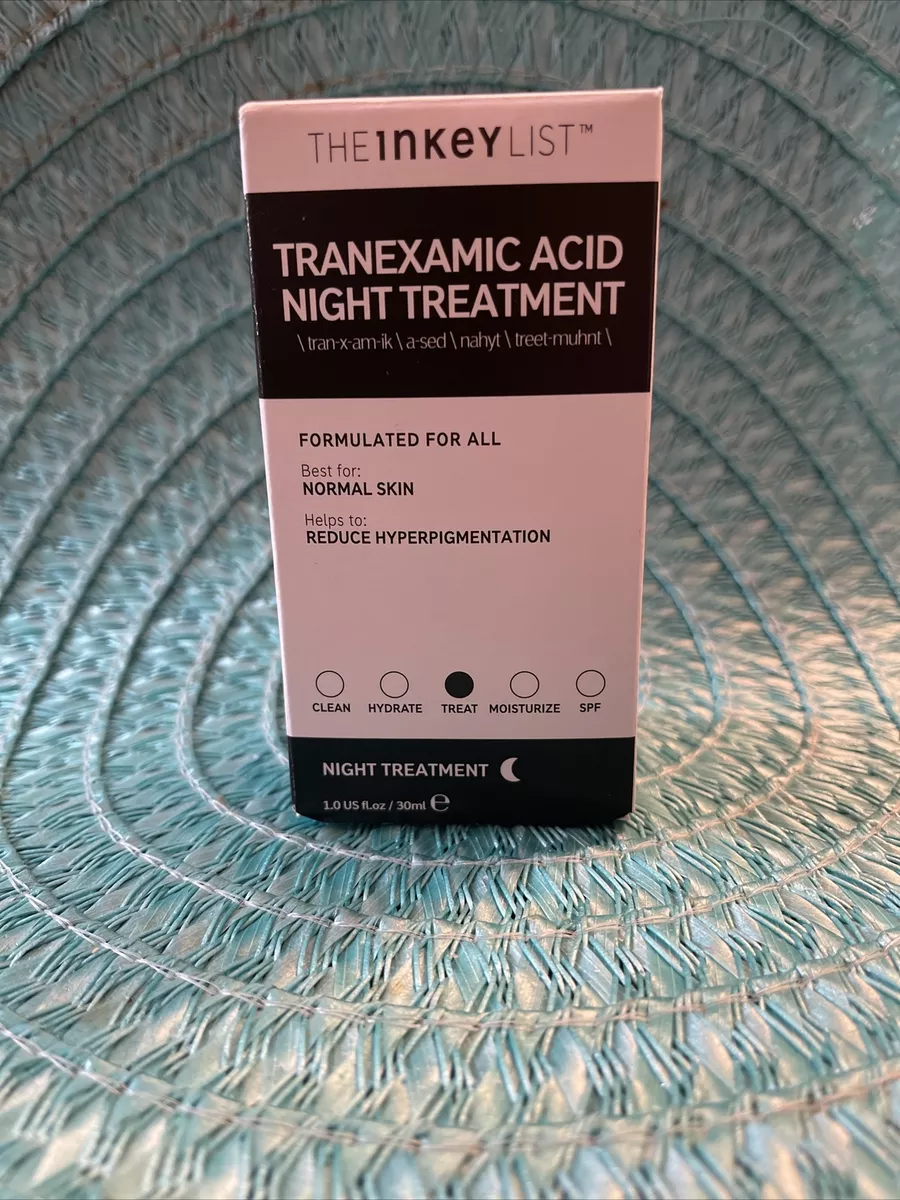 THE INKEY LIST™
TRANEXAMIC ACID
NIGHT TREATMENT
\ tran-x-am-ik \ a-sed \ nahyt \ treet-muhnt \
FORMULATED FOR ALL
Best for:
NORMAL SKIN
Helps to:
REDUCE HYPERPIGMENTATION
CLEAN HYDRATE TREAT MOISTURIZE SPF
NIGHT TREATMENT
1.0 US fl.oz / 30ml ℮